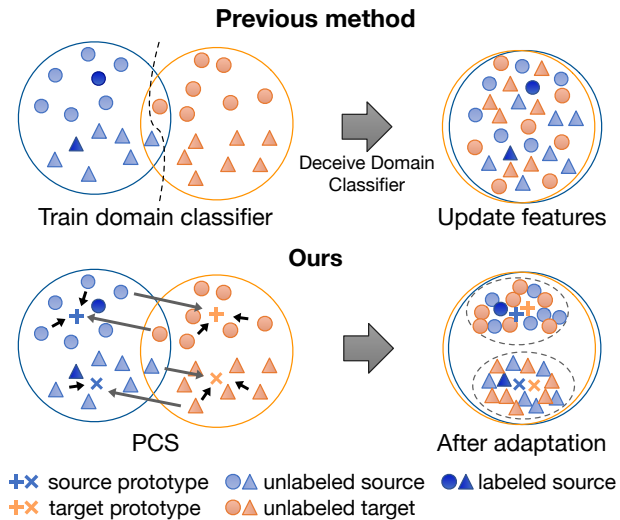 Previous method
Deceive Domain
Classifier
Train domain classifier
Update features
Ours
PCS
After adaptation
source prototype
unlabeled source
labeled source
target prototype
unlabeled target